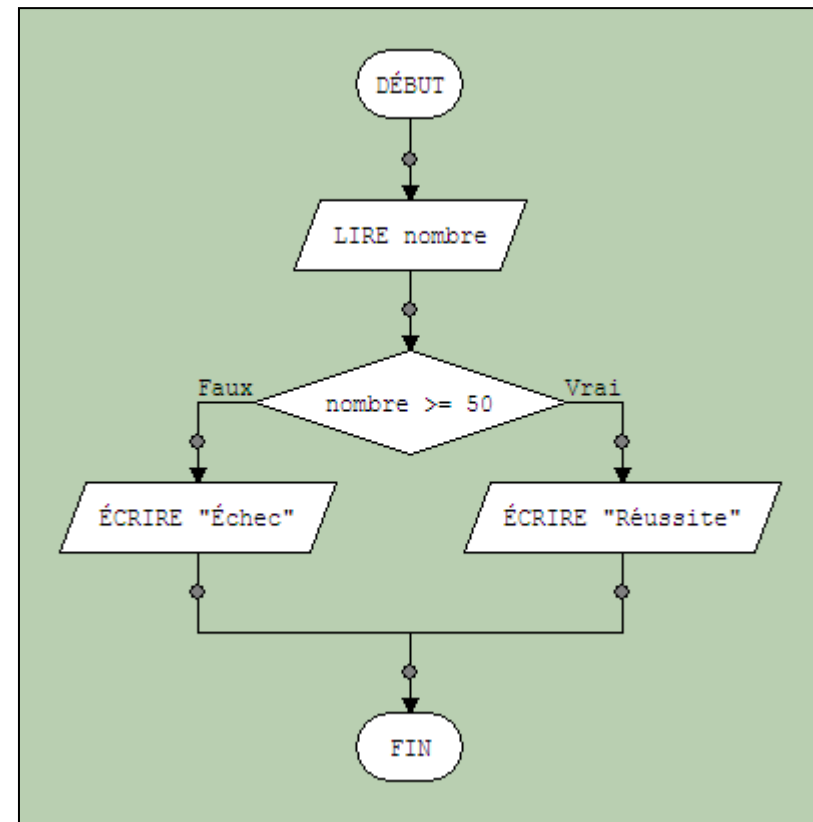 DÉBUT
LIRE nombre
Faux
Vrai
nombre >= 50
ÉCRIRE "Échec"
ÉCRIRE "Réussite"
FIN